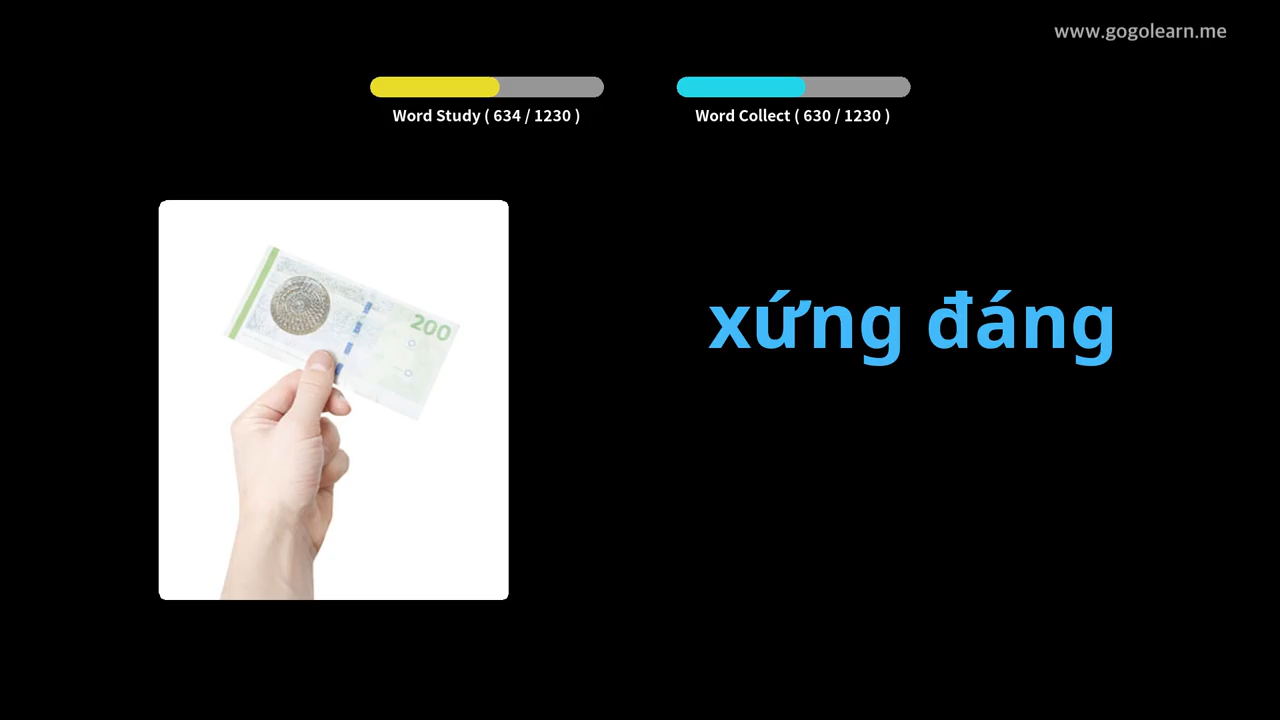 www.gogolearn.me
Word Study ( 634 / 1230 )
Word Collect ( 630 / 1230 )
200
xứng đáng